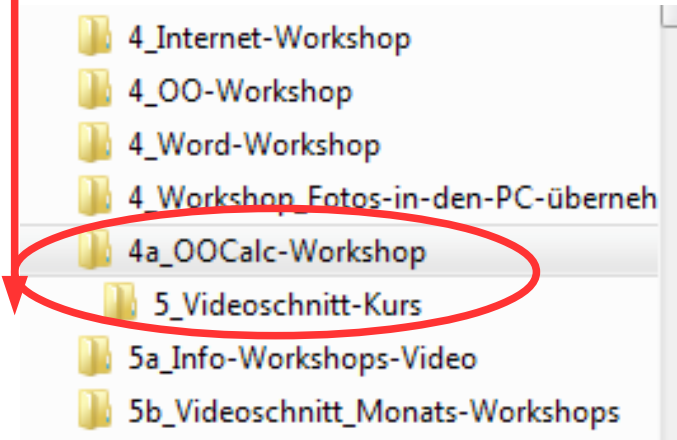 4_Internet-Workshop
4_OO-Workshop
4_Word-Workshop
4_Workshop_Fotos-in-den-PC-überneh
4a_OOCalc-Workshop
5_Videoschnitt-Kurs
5a_Info-Workshops-Video
5b_Videoschnitt_Monats-Workshops